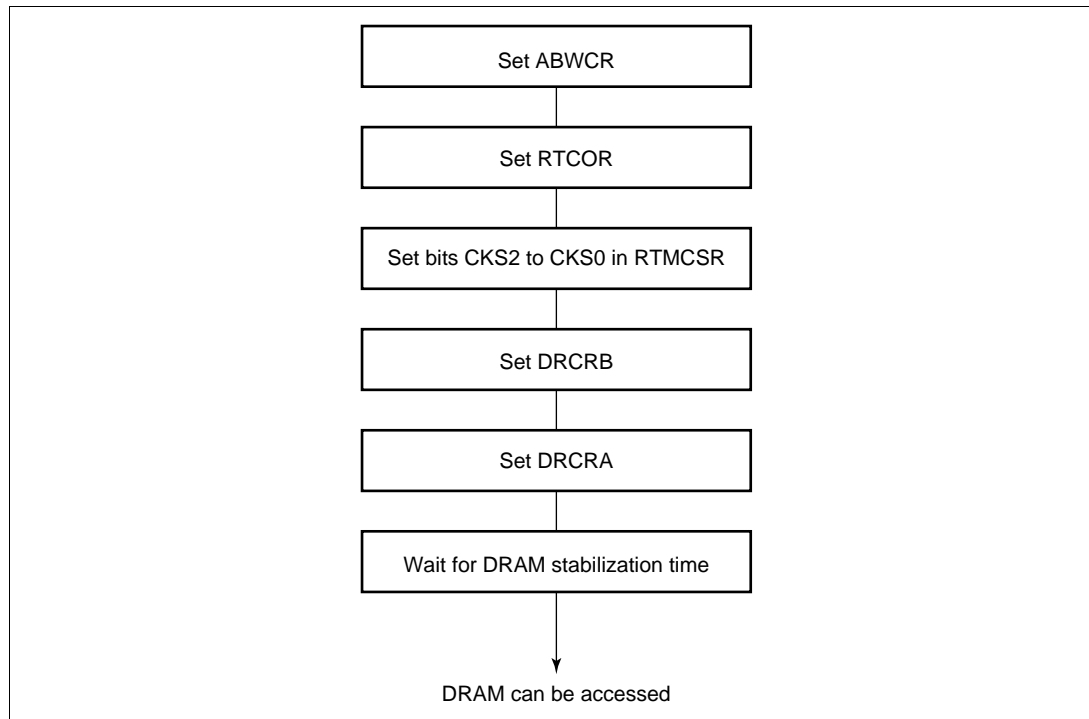 Set ABWCR
Set RTCOR
Set bits CKS2 to CKS0 in RTMCSR
Set DRCRB
Set DRCRA
Wait for DRAM stabilization time
DRAM can be accessed